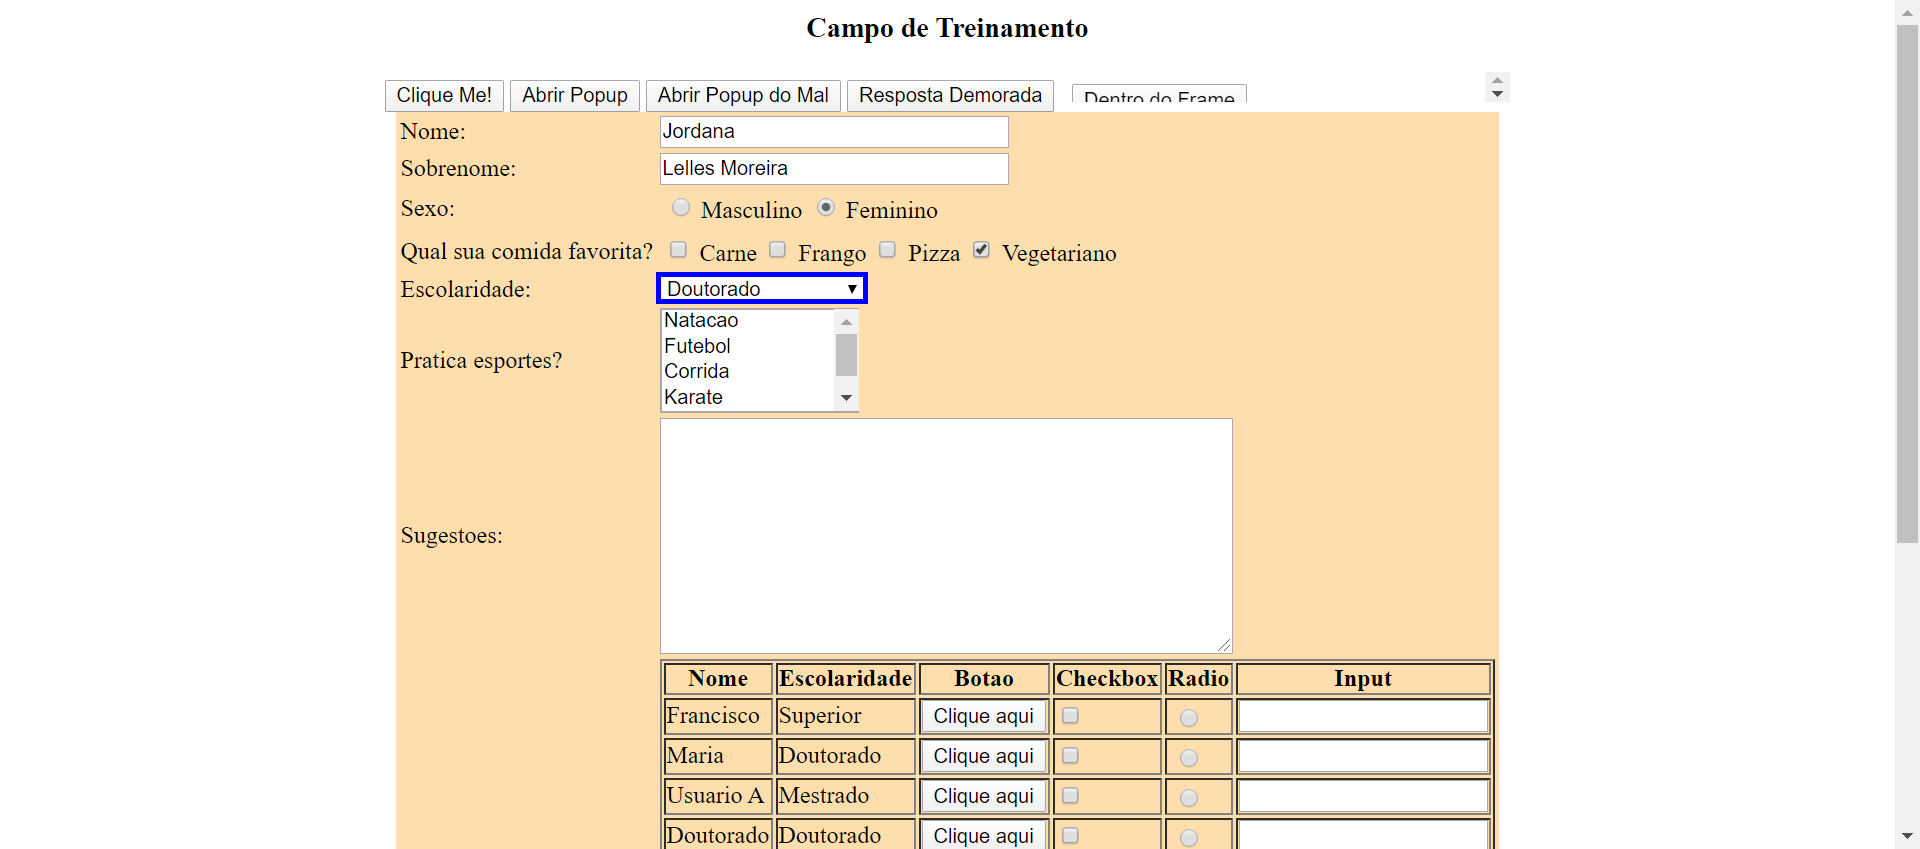 Campo de Treinamento
Clique Me! Abrir Popup Abrir Popup do Mal Resposta Demorada Dentro do Frame
Nome: Jordana
Sobrenome: Lelles Moreira
Sexo: Masculino Feminino
Qual sua comida favorita? Carne Frango Pizza Vegetariano
Escolaridade: Doutorado
Pratica esportes?
Natacao
Futebol
Corrida
Karate
Sugestoes:
Nome Escolaridade Botao Checkbox Radio Input
Francisco Superior Clique aqui
Maria Doutorado Clique aqui
Usuario A Mestrado Clique aqui
Doutorado Doutorado Clique aqui